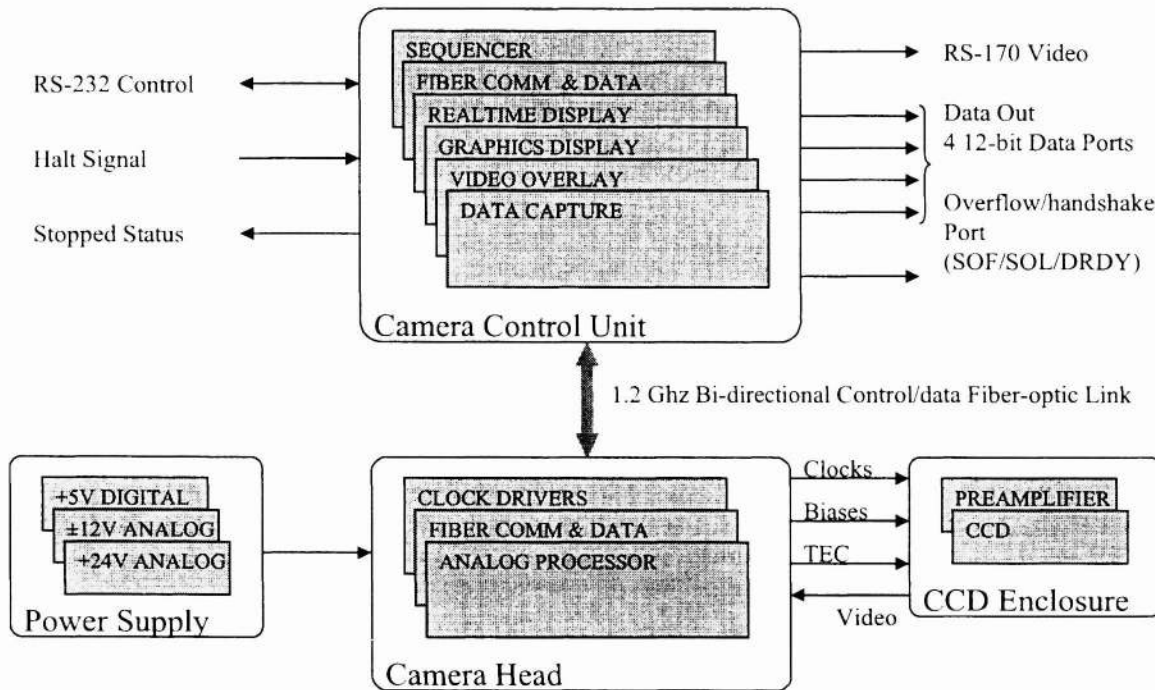 SEQUENCER
FIBER COMM & DATA
REALTIME DISPLAY
GRAPHICS DISPLAY
VIDEO OVERLAY
DATA CAPTURE
Camera Control Unit
RS-232 Control
Halt Signal
Stopped Status
RS-170 Video
Data Out
4 12-bit Data Ports
Overflow/handshake
Port
(SOF/SOL/DRDY)
1.2 Ghz Bi-directional Control/data Fiber-optic Link
+5V DIGITAL
±12V ANALOG
+24V ANALOG
Power Supply
CLOCK DRIVERS
FIBER COMM & DATA
ANALOG PROCESSOR
Camera Head
Clocks
Biases
TEC
Video
PREAMPLIFIER
CCD
CCD Enclosure